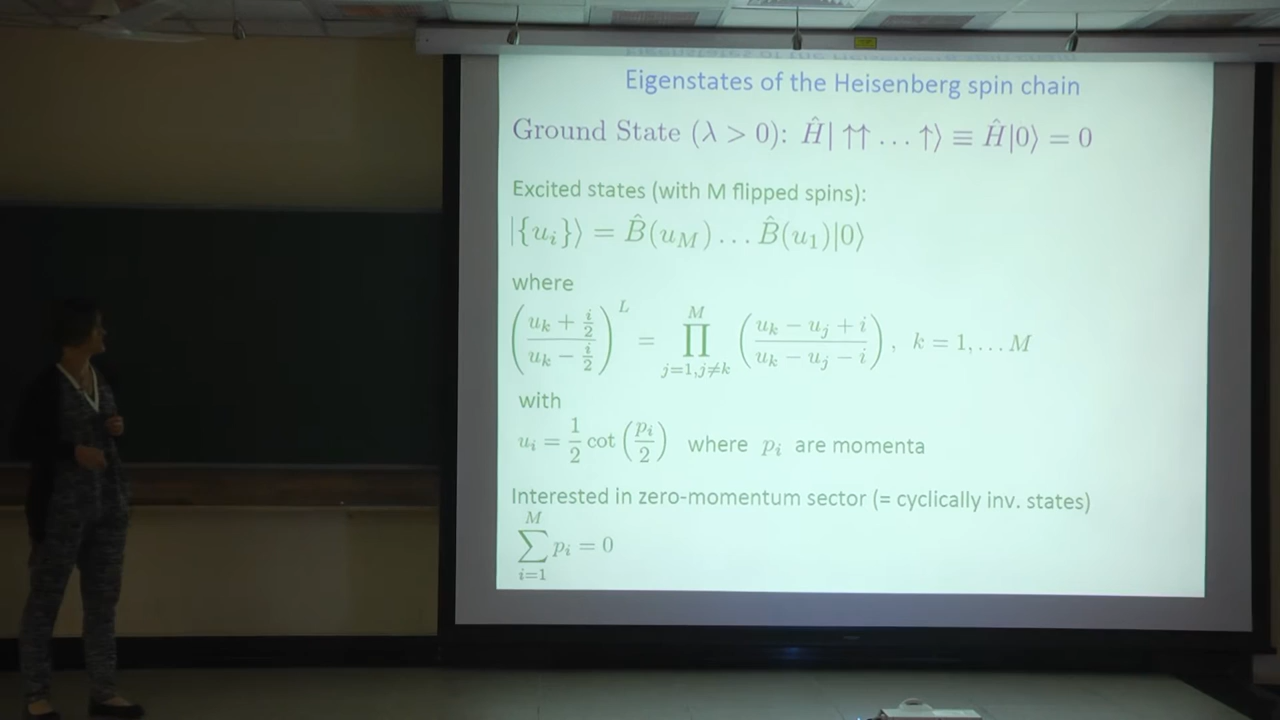 Eigenstates of the Heisenberg spin chain
Ground State (λ > 0): Ĥ| ↑↑ … ↑⟩ ≡ Ĥ|0⟩ = 0
Excited states (with M flipped spins):
|{u_i}⟩ = B̂(u_M) … B̂(u_1)|0⟩
where
((u_k + i/2)/(u_k − i/2))^L = ∏_{j=1,j≠k}^{M} ((u_k − u_j + i)/(u_k − u_j − i)), k = 1, … M
with
u_i = 1/2 cot (p_i/2) where p_i are momenta
Interested in zero-momentum sector (= cyclically inv. states)
∑_{i=1}^{M} p_i = 0